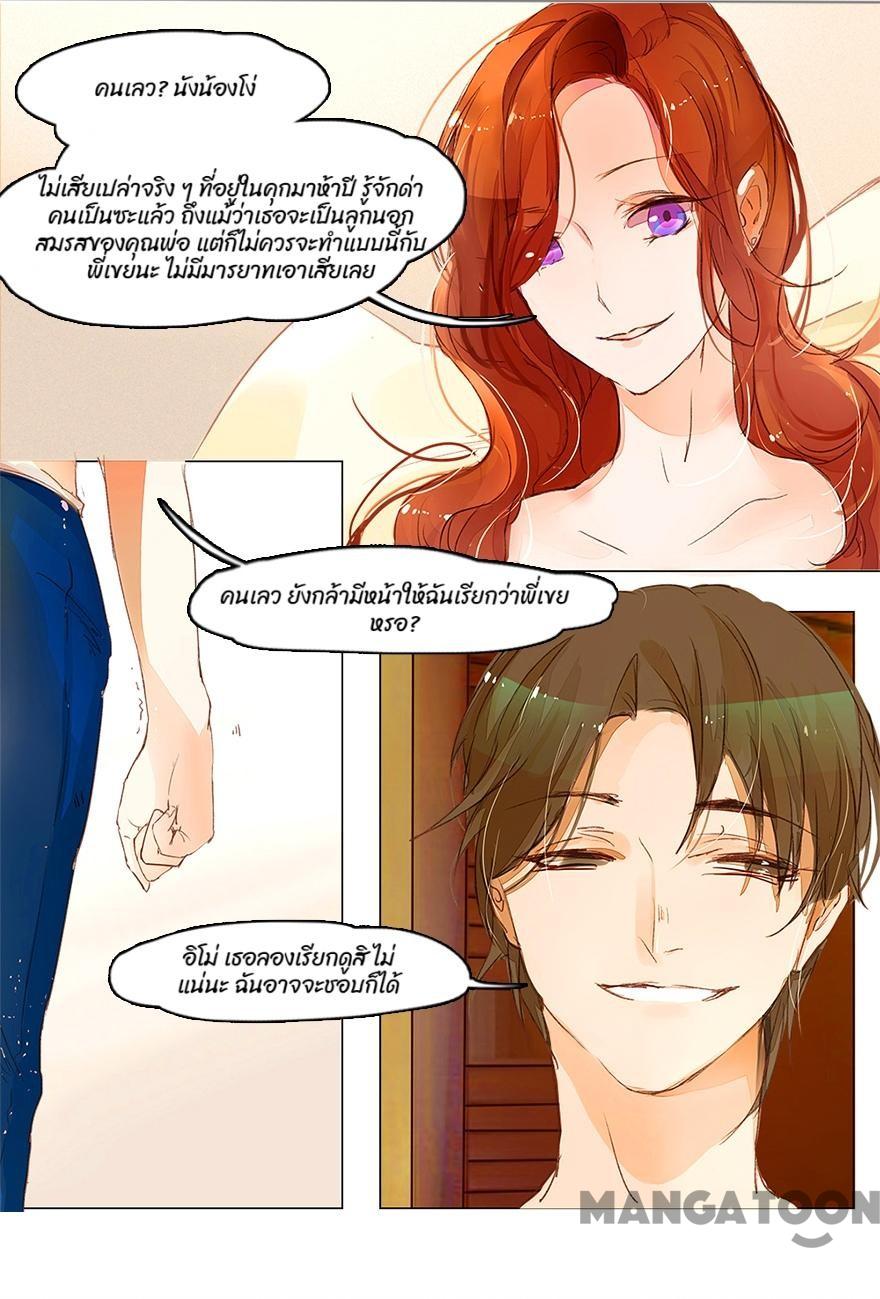 คนเลว? นังน้องโง่
ไม่เสียเปล่าจริง ๆ ที่อยู่ในคุกมาห้าปี รู้จักด่า
คนเป็นซะแล้ว ถึงแม้ว่าเธอจะเป็นลูกนอก
สมรสของคุณพ่อ แต่ก็ไม่ควรจะทำแบบนี้กับ
พี่เขยนะ ไม่มีมารยาทเอาเสียเลย
คนเลว ยังกล้ามีหน้าให้ฉันเรียกว่าพี่เขย
หรอ?
อิโม่ เธอลองเรียกดูสิ ไม่
แน่นะ ฉันอาจจะชอบก็ได้
MANGATOON